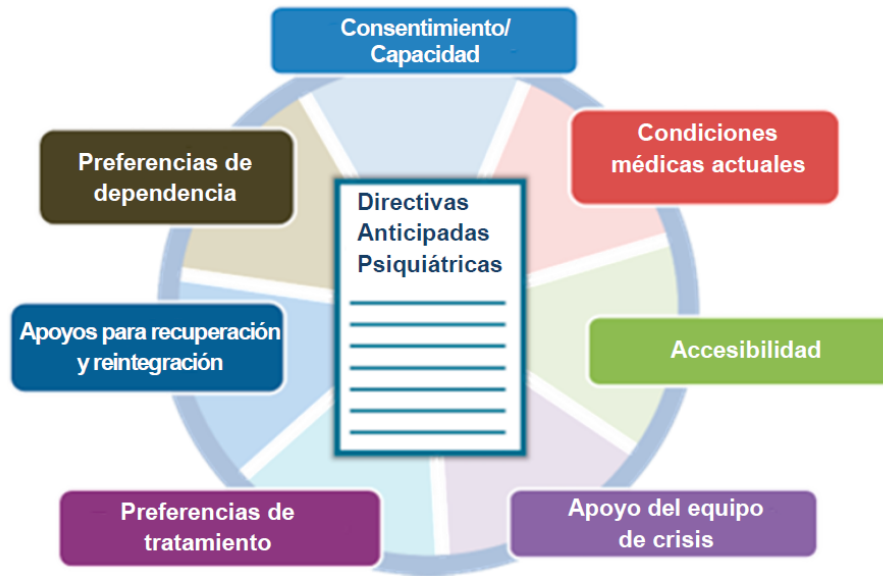 Consentimiento/
Capacidad
Condiciones
médicas actuales
Preferencias de
dependencia
Directivas
Anticipadas
Psiquiátricas
Apoyos para recuperación
y reintegración
Accesibilidad
Preferencias de
tratamiento
Apoyo del equipo
de crisis